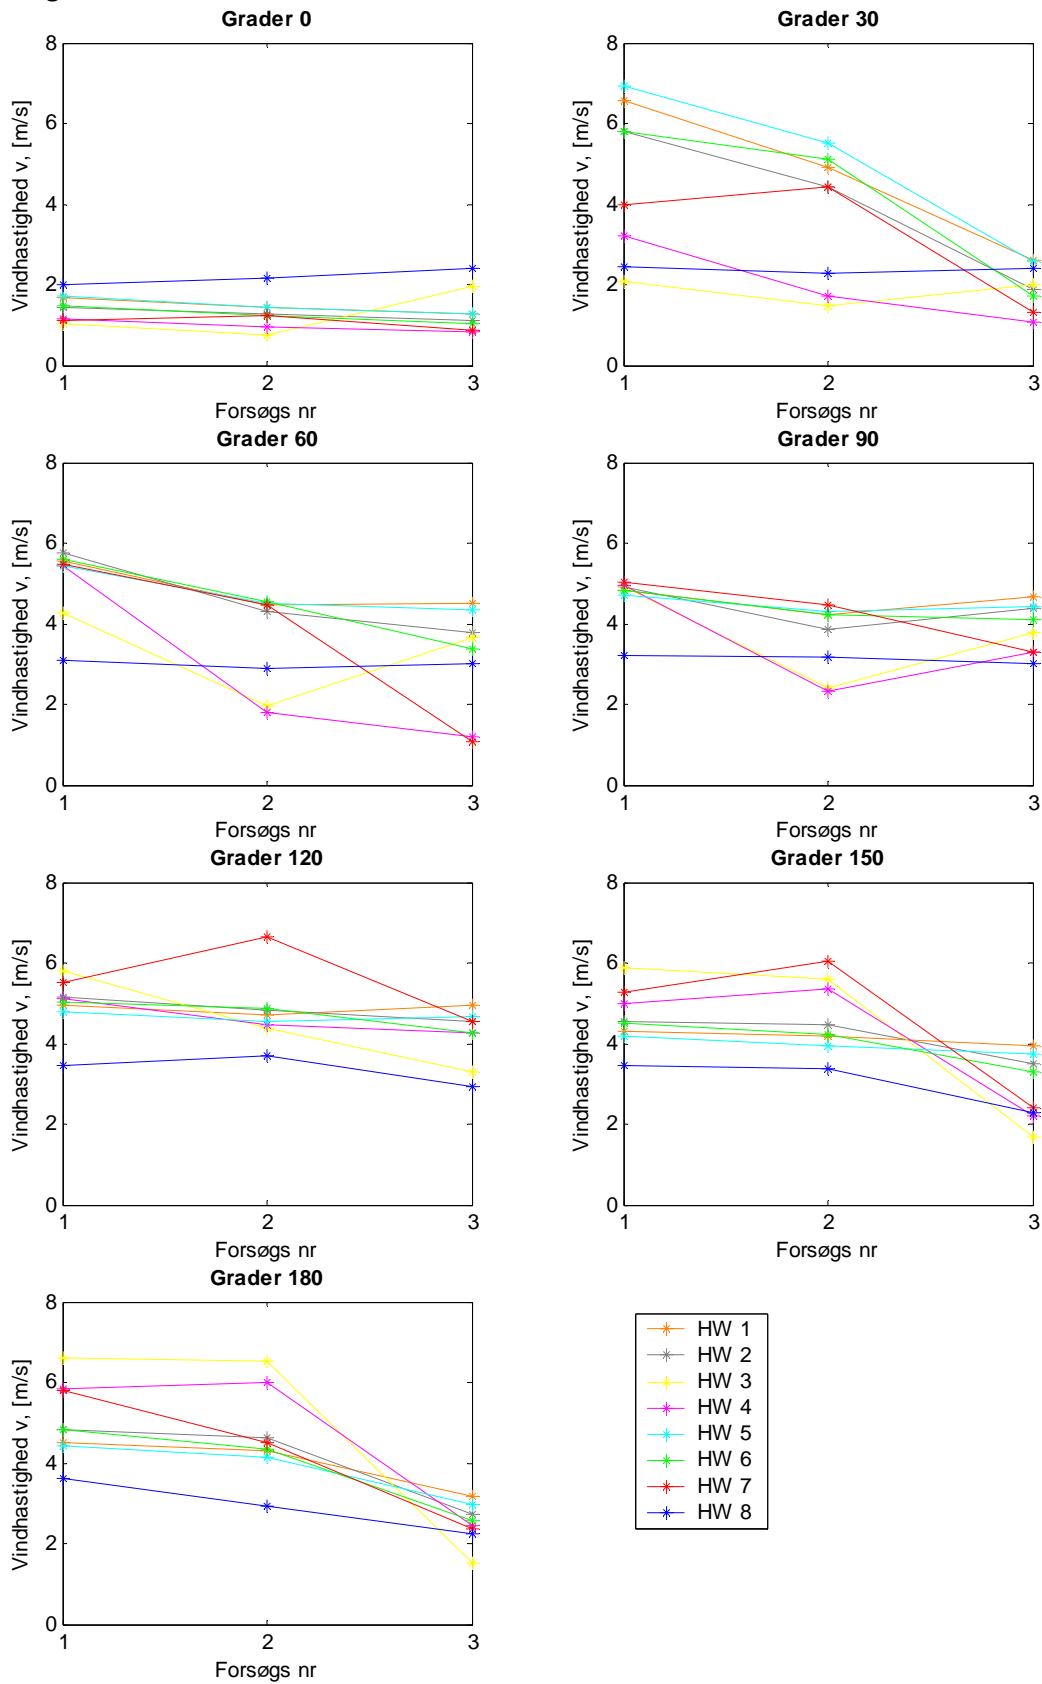 Grader 0
Vindhastighed v, [m/s]
8
6
4
2
0
1
2
3
Forsøgs nr
Grader 30
Vindhastighed v, [m/s]
8
6
4
2
0
1
2
3
Forsøgs nr
Grader 60
Vindhastighed v, [m/s]
8
6
4
2
0
1
2
3
Forsøgs nr
Grader 90
Vindhastighed v, [m/s]
8
6
4
2
0
1
2
3
Forsøgs nr
Grader 120
Vindhastighed v, [m/s]
8
6
4
2
0
1
2
3
Forsøgs nr
Grader 150
Vindhastighed v, [m/s]
8
6
4
2
0
1
2
3
Forsøgs nr
Grader 180
Vindhastighed v, [m/s]
8
6
4
2
0
1
2
3
Forsøgs nr
HW 1
HW 2
HW 3
HW 4
HW 5
HW 6
HW 7
HW 8